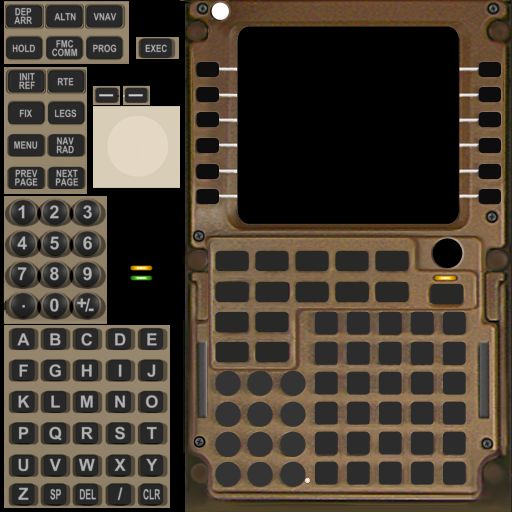 DEP ARR ALTN VNAV
HOLD FMC COMM PROG EXEC
INIT REF RTE
FIX LEGS
MENU NAV RAD
PREV PAGE NEXT PAGE
1 2 3
4 5 6
7 8 9
. 0 +/-
A B C D E
F G H I J
K L M N O
P Q R S T
U V W X Y
Z SP DEL / CLR